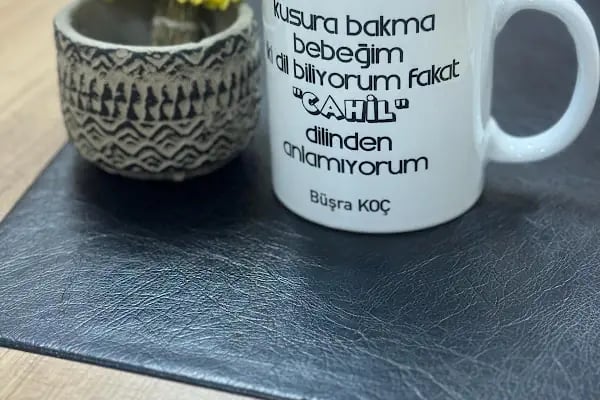 kusura bakma
bebeğim
iki dil biliyorum fakat
"CAHİL"
dilinden
anlamıyorum
Büşra KOÇ